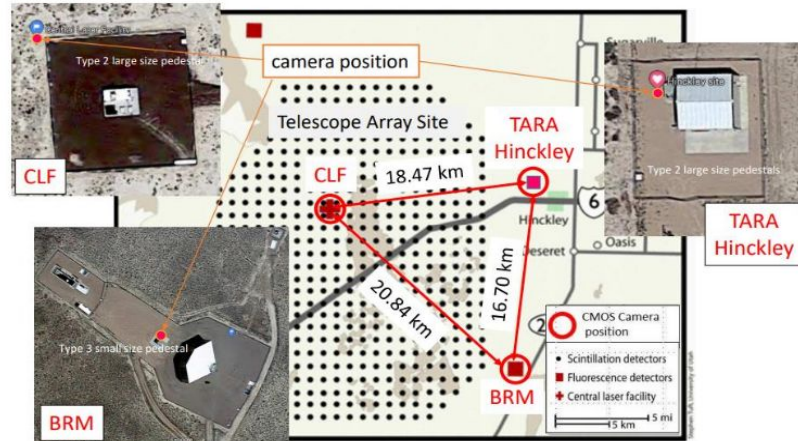 Central Laser Facility
Type 2 large size pedestal
CLF
camera position
Telescope Array Site
CLF
18.47 km
TARA
Hinckley
Hinckley
6
Deseret
Oasis
20.84 km
16.70 km
BRM
Hinckley site
Type 2 large size pedestals
TARA
Hinckley
Type 3 small size pedestal
BRM
CMOS Camera
position
Scintillation detectors
Fluorescence detectors
Central laser facility
5 mi
5 km